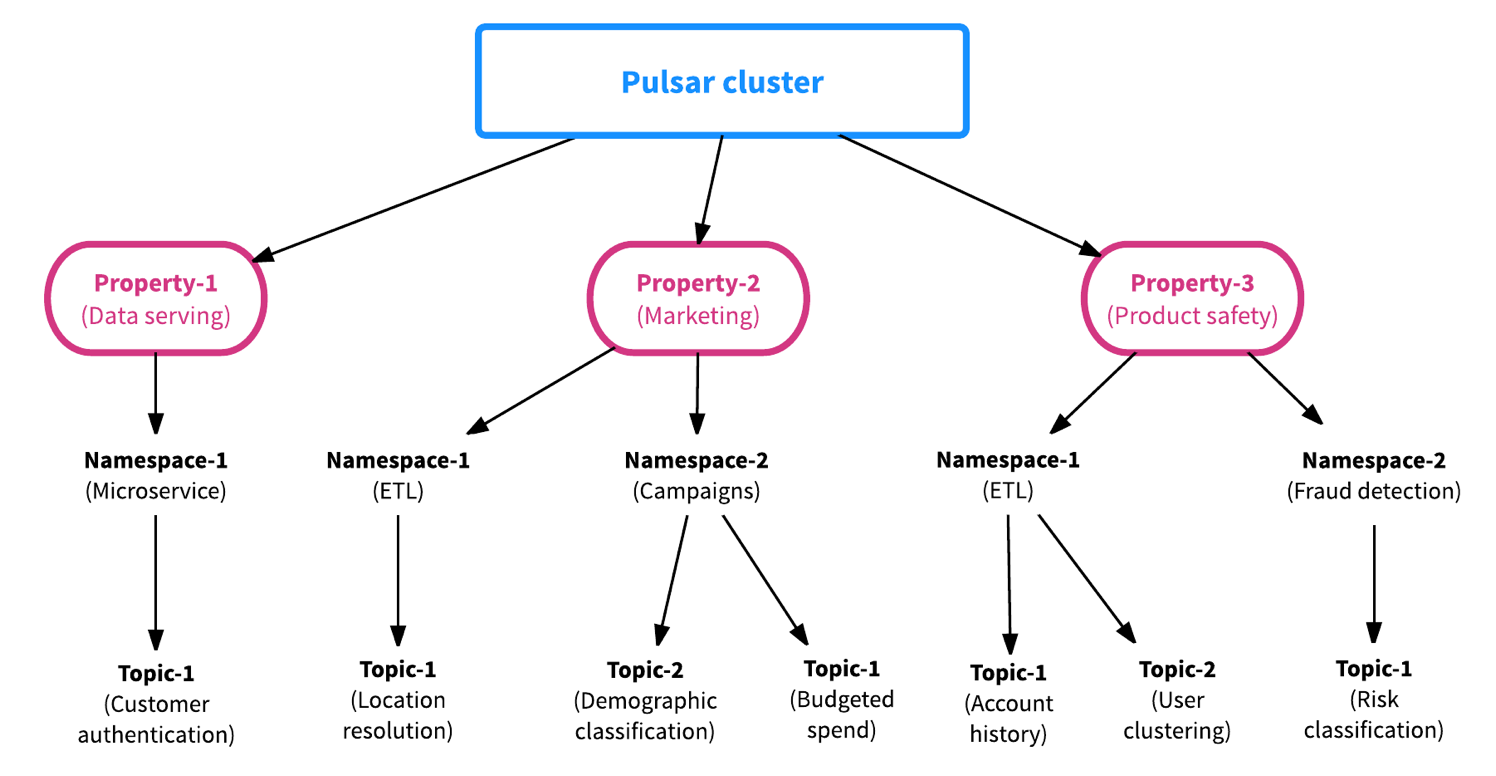 Pulsar cluster
Property-1
(Data serving)
Property-2
(Marketing)
Property-3
(Product safety)
Namespace-1
(Microservice)
Namespace-1
(ETL)
Namespace-2
(Campaigns)
Namespace-1
(ETL)
Namespace-2
(Fraud detection)
Topic-1
(Customer
authentication)
Topic-1
(Location
resolution)
Topic-2
(Demographic
classification)
Topic-1
(Budgeted
spend)
Topic-1
(Account
history)
Topic-2
(User
clustering)
Topic-1
(Risk
classification)